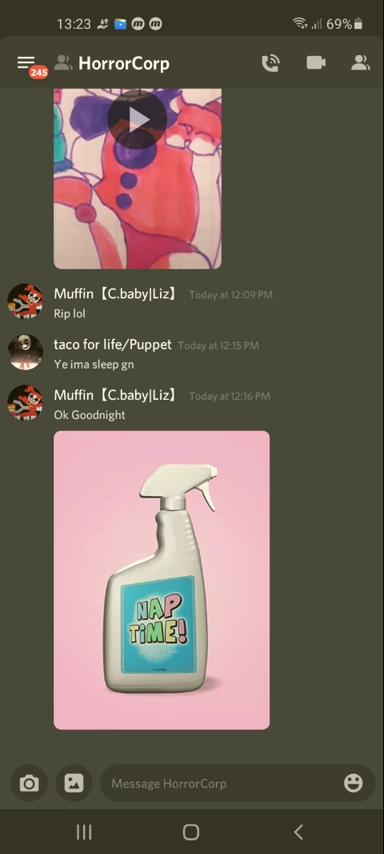 13:23
69%
245
HorrorCorp
Muffin【C.baby|Liz】 Today at 12:09 PM
Rip lol
taco for life/Puppet Today at 12:15 PM
Ye ima sleep gn
Muffin【C.baby|Liz】 Today at 12:16 PM
Ok Goodnight
NAP
TiME!
Message HorrorCorp